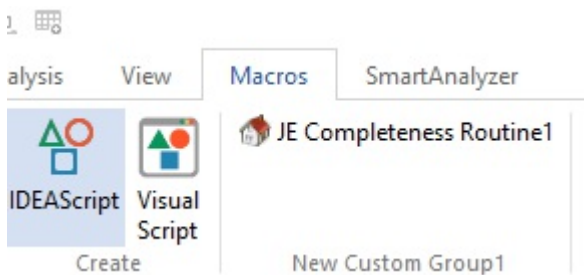 alysis View Macros SmartAnalyzer
IDEAScript Visual Script JE Completeness Routine1
Create New Custom Group1